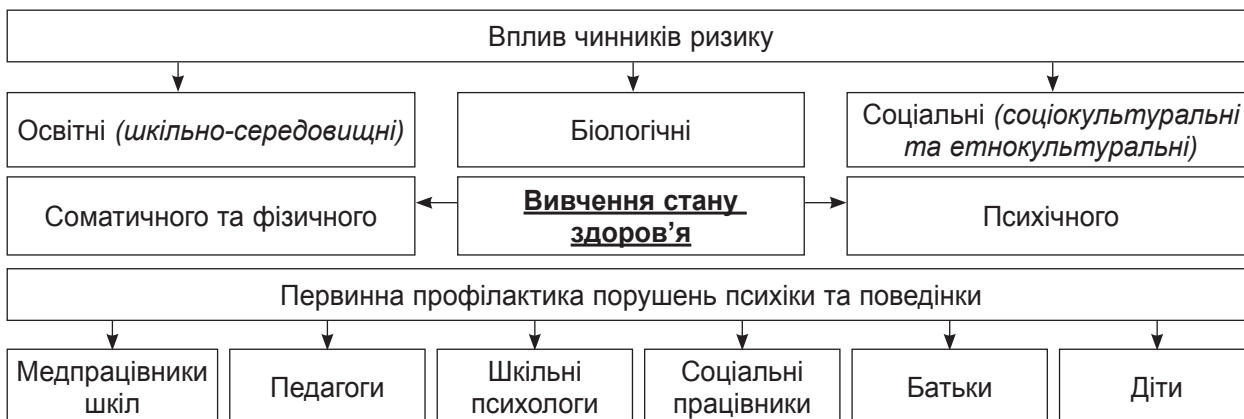 Вплив чинників ризику
Освітні (шкільно-середовищні)
Біологічні
Соціальні (соціокультуральні
та етнокультуральні)
Соматичного та фізичного
Вивчення стану
здоров’я
Психічного
Первинна профілактика порушень психіки та поведінки
Медпрацівники
шкіл
Педагоги
Шкільні
психологи
Соціальні
працівники
Батьки
Діти